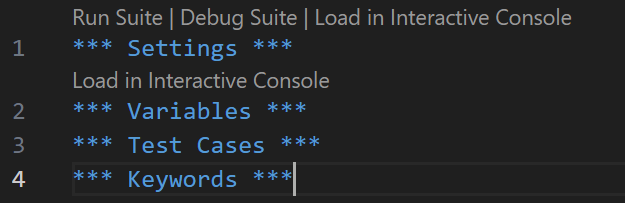 Run Suite | Debug Suite | Load in Interactive Console
1 *** Settings ***
Load in Interactive Console
2 *** Variables ***
3 *** Test Cases ***
4 *** Keywords ***